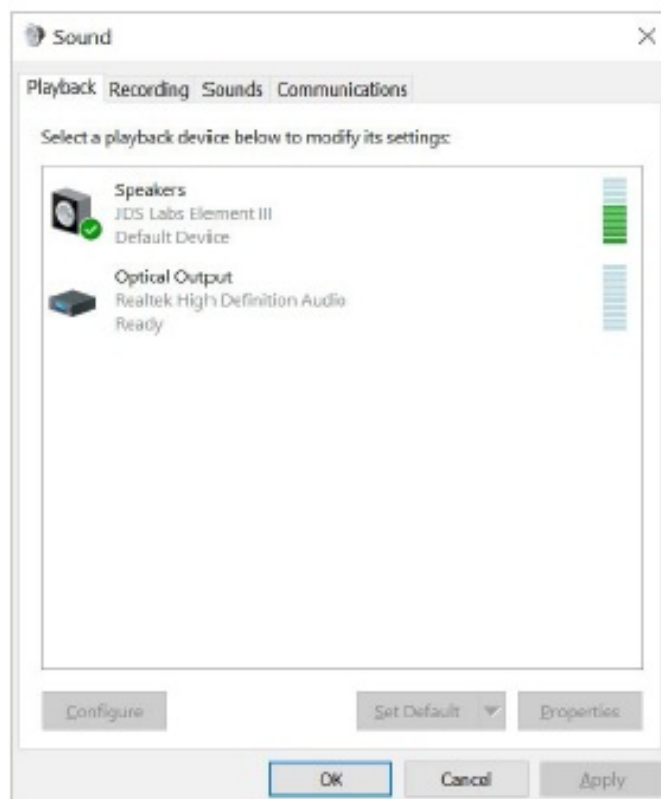 Sound
Playback Recording Sounds Communications
Select a playback device below to modify its settings:
Speakers
JDS Labs Element III
Default Device
Optical Output
Realtek High Definition Audio
Ready
Configure Set Default Properties
OK Cancel Apply